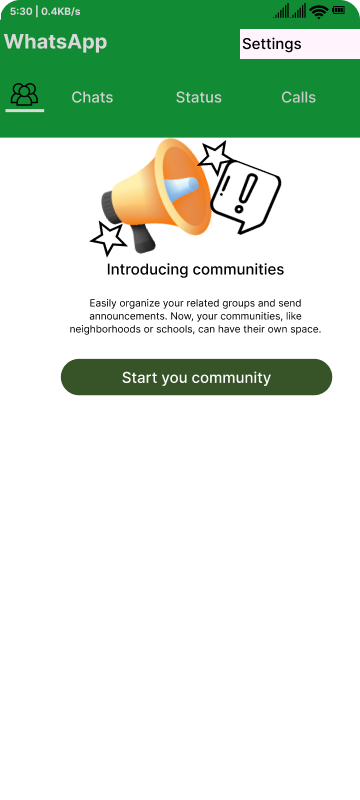 5:30 | 0.4KB/s
WhatsApp
Settings
Chats Status Calls
Introducing communities
Easily organize your related groups and send
announcements. Now, your communities, like
neighborhoods or schools, can have their own space.
Start you community